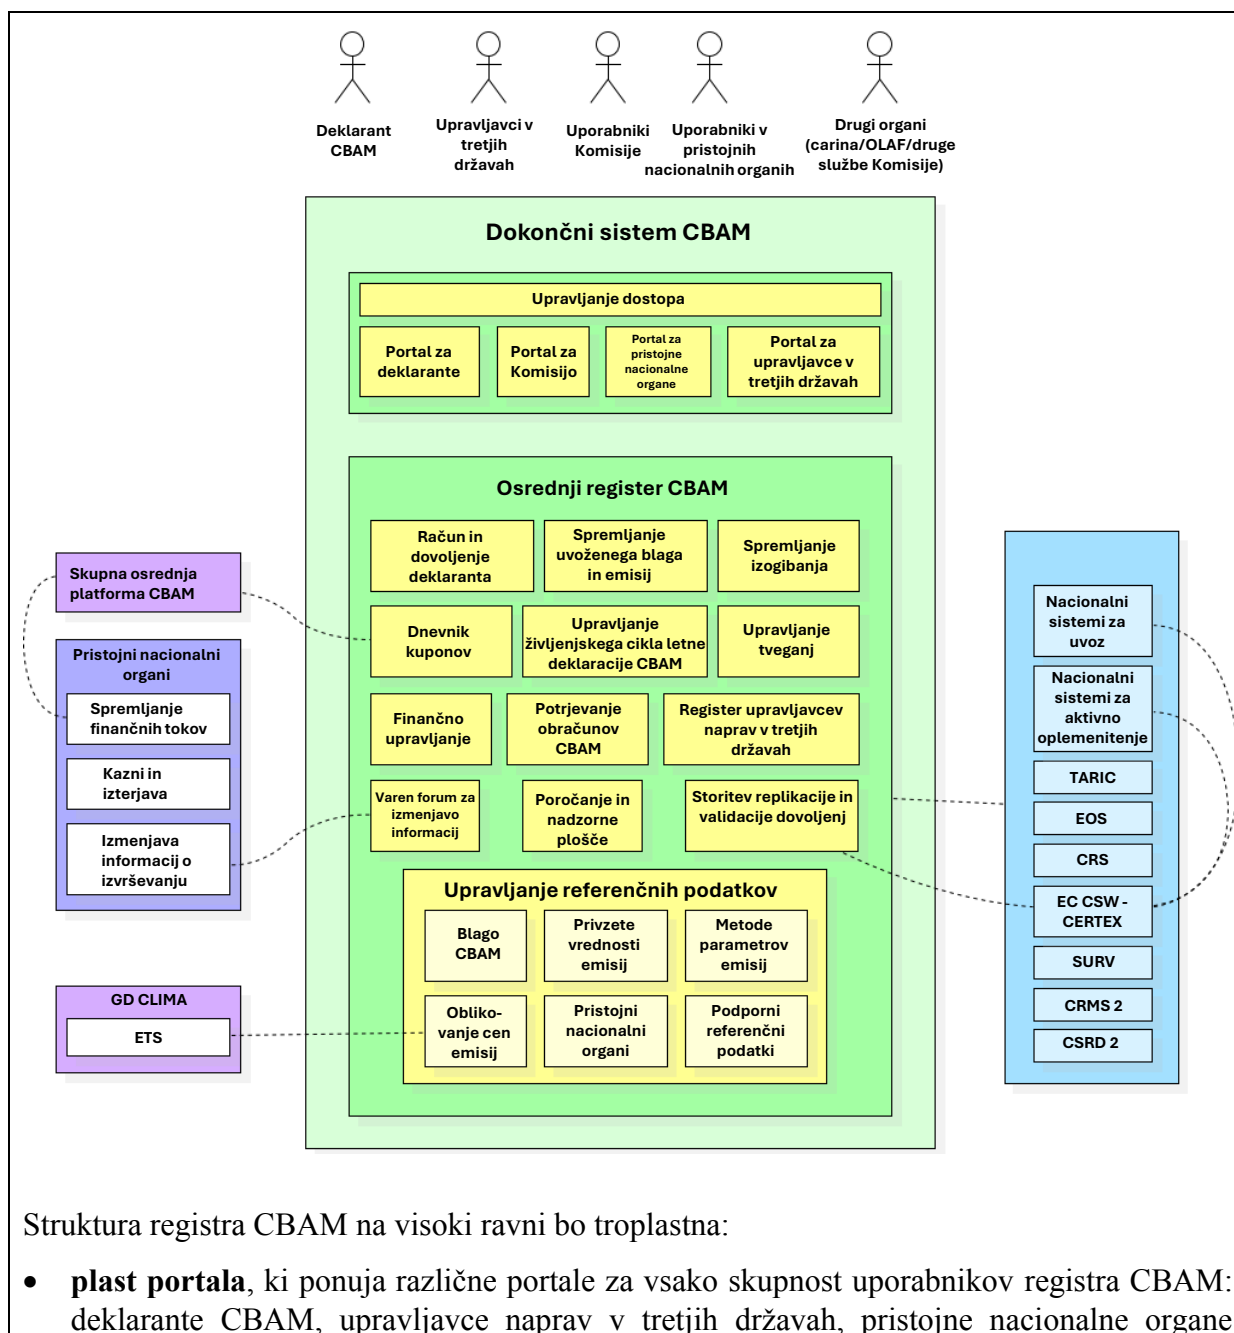 Deklarant
CBAM
Upravljavci v
tretjih
državah
Uporabniki
Komisije
Uporabniki v
pristojnih
nacionalnih organih
Drugi organi
(carina/OLAF/druge
službe Komisije)
Dokončni sistem CBAM
Upravljanje dostopa
Portal za
deklarante
Portal za
Komisijo
Portal za
pristojne
nacionalne
organe
Portal za
upravljavce v
tretjih državah
Osrednji register CBAM
Račun in
dovoljenje
deklaranta
Spremljanje
uvoženega blaga
in emisij
Spremljanje
izogibanja
Dnevnik
kuponov
Upravljanje
življenjskega cikla letne
deklaracije CBAM
Upravljanje
tveganj
Finančno
upravljanje
Potrjevanje
obračunov
CBAM
Register upravljavcev
naprav v tretjih
državah
Varen forum za
izmenjavo
informacij
Poročanje in
nadzorne
plošče
Storitev replikacije in
validacije dovoljenj
Upravljanje referenčnih podatkov
Blago
CBAM
Privzete
vrednosti
emisij
Metode
parametrov
emisij
Obliko-
vanje cen
emisij
Pristojni
nacionalni
organi
Podporni
referenčni
podatki
Skupna osrednja
platforma CBAM
Pristojni nacionalni
organi
Spremljanje
finančnih tokov
Kazni in
izterjava
Izmenjava
informacij o
izvrševanju
GD CLIMA
ETS
Nacionalni
sistemi za
uvoz
Nacionalni
sistemi za
aktivno
oplemenitenje
TARIC
EOS
CRS
EC CSW -
CERTEX
SURV
CRMS 2
CSRD 2
Struktura registra CBAM na visoki ravni bo troplastna:
• plast portala, ki ponuja različne portale za vsako skupnost uporabnikov registra CBAM:
deklarante CBAM, upravljavce naprav v tretjih državah, pristojne nacionalne organe